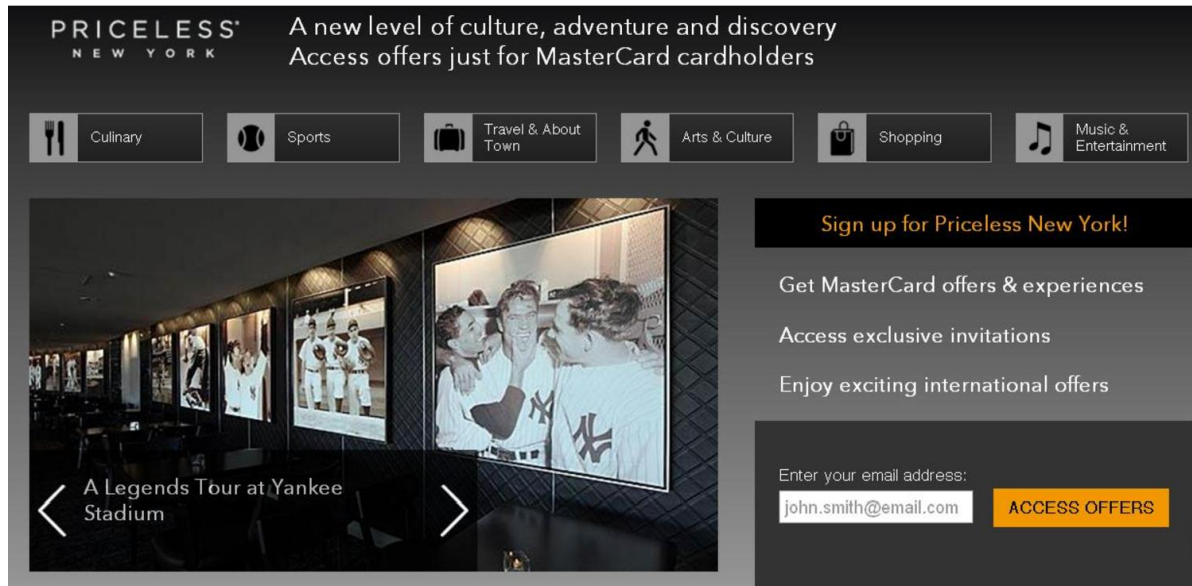 PRICELESS®
NEW YORK
A new level of culture, adventure and discovery
Access offers just for MasterCard cardholders
Culinary
Sports
Travel & About
Town
Arts & Culture
Shopping
Music &
Entertainment
A Legends Tour at Yankee
Stadium
Sign up for Priceless New York!
Get MasterCard offers & experiences
Access exclusive invitations
Enjoy exciting international offers
Enter your email address:
john.smith@email.com
ACCESS OFFERS